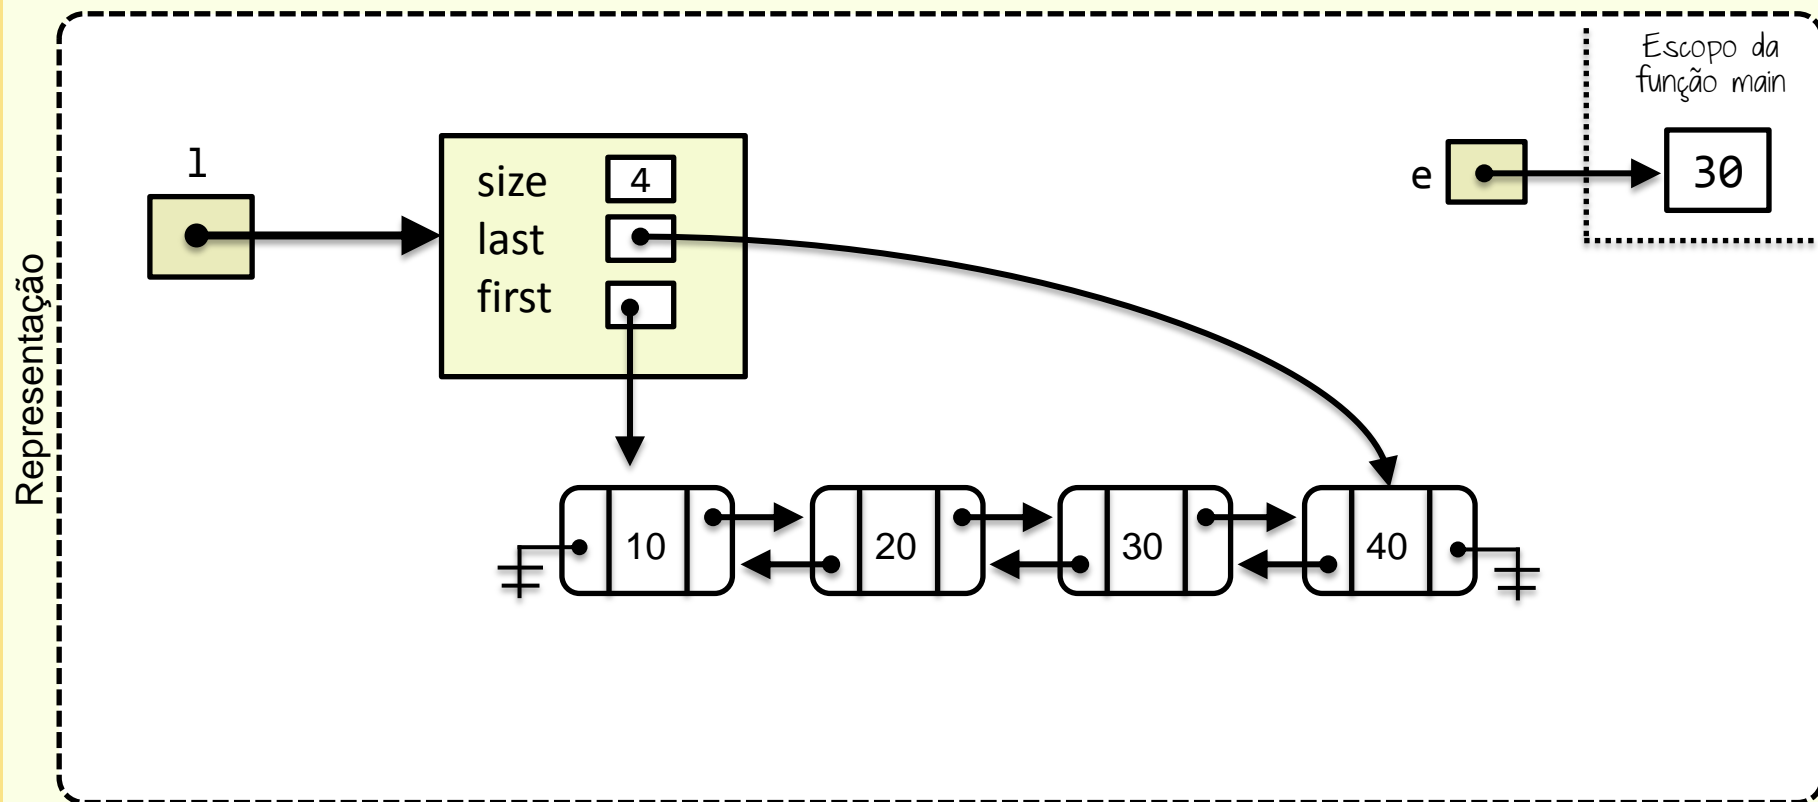 Representação
Escopo da
função main
l
size 4
last
first
e
30
10 20 30 40